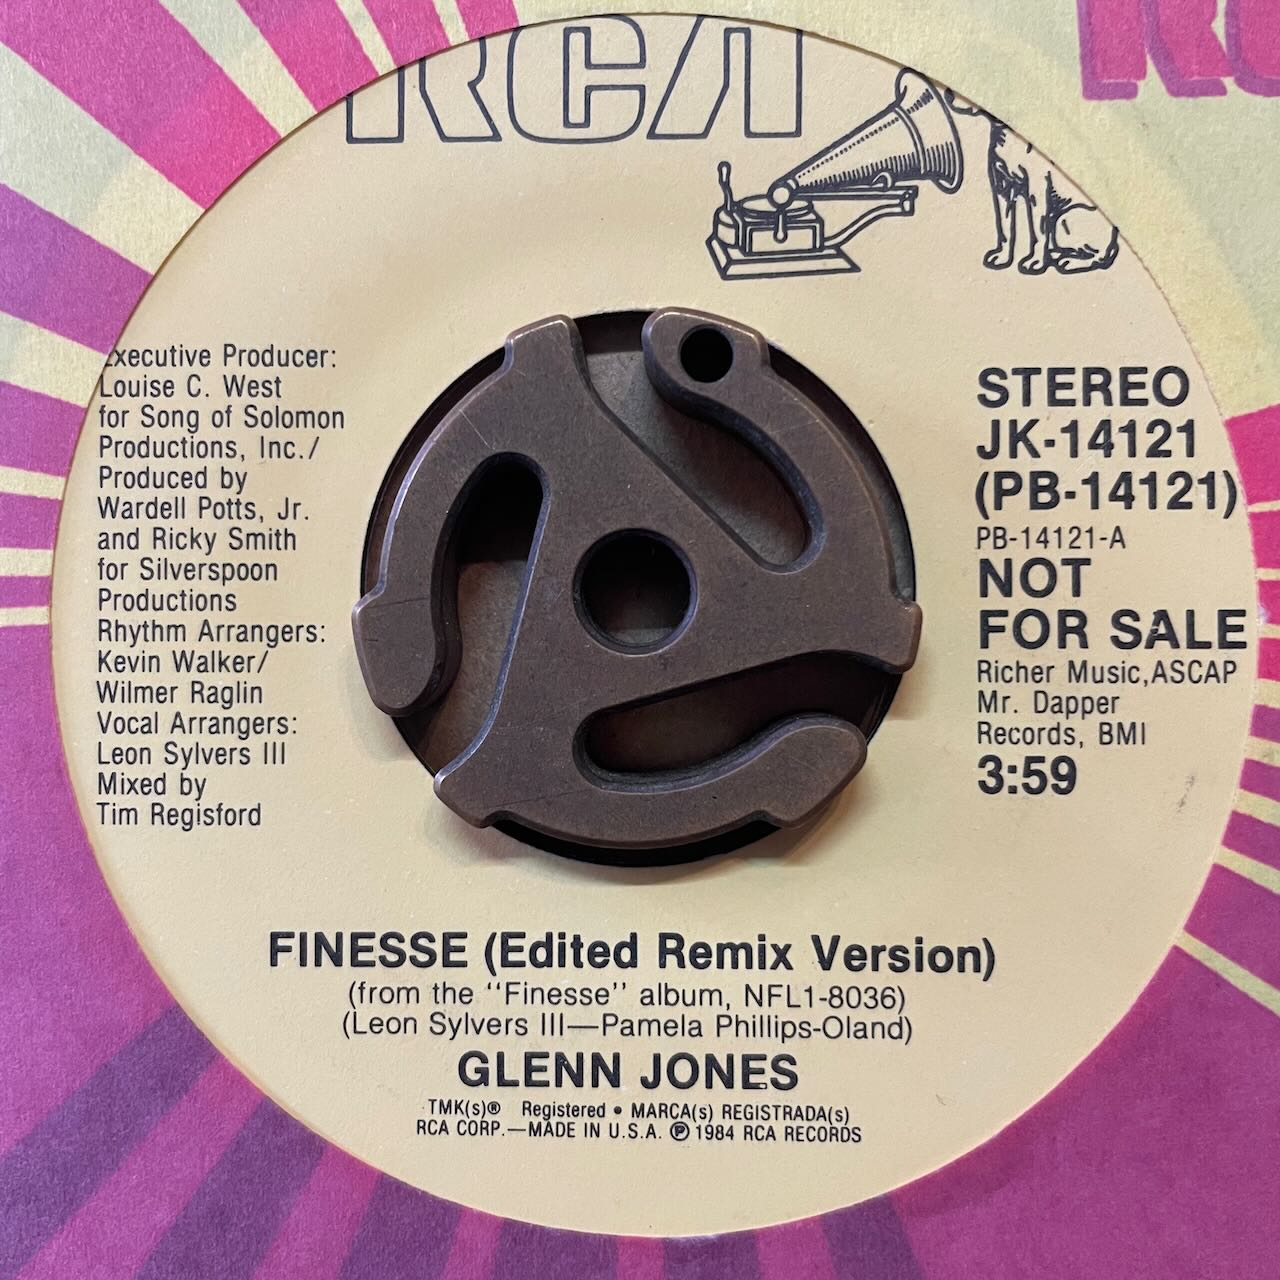 RCA
Executive Producer:
Louise C. West
for Song of Solomon
Productions, Inc./
Produced by
Wardell Potts, Jr.
and Ricky Smith
for Silverspoon
Productions
Rhythm Arrangers:
Kevin Walker/
Wilmer Raglin
Vocal Arrangers:
Leon Sylvers III
Mixed by
Tim Regisford
STEREO
JK-14121
(PB-14121)
PB-14121-A
NOT
FOR SALE
Richer Music,ASCAP
Mr. Dapper
Records, BMI
3:59
FINESSE (Edited Remix Version)
(from the "Finesse" album, NFL1-8036)
(Leon Sylvers III—Pamela Phillips-Oland)
GLENN JONES
TMK(s)® Registered • MARCA(s) REGISTRADA(s)
RCA CORP.—MADE IN U.S.A. ℗ 1984 RCA RECORDS